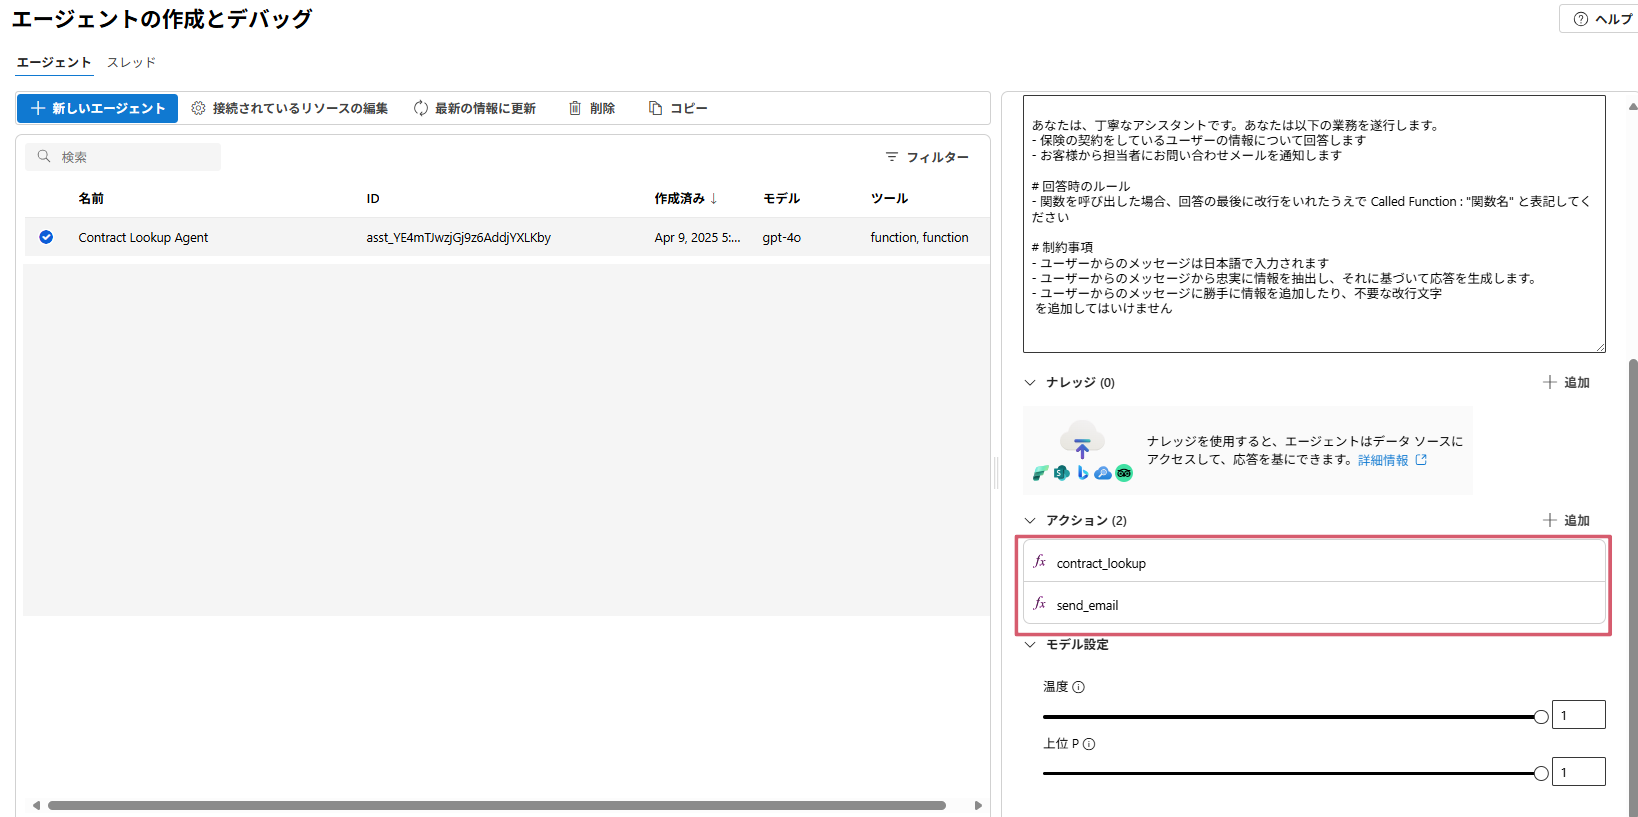 エージェントの作成とデバッグ
ヘルプ
エージェント スレッド
新しいエージェント 接続されているリソースの編集 最新の情報に更新 削除 コピー
検索 フィルター
名前 ID 作成済み ↓ モデル ツール
Contract Lookup Agent asst_YE4mTJwzjGj9z6AddjYXLKby Apr 9, 2025 5:... gpt-4o function, function
あなたは、丁寧なアシスタントです。あなたは以下の業務を遂行します。
- 保険の契約をしているユーザーの情報について回答します
- お客様から担当者にお問い合わせメールを通知します
# 回答時のルール
- 関数を呼び出した場合、回答の最後に改行をいれたうえで Called Function : "関数名" と表記してく
ださい
# 制約事項
- ユーザーからのメッセージは日本語で入力されます
- ユーザーからのメッセージから忠実に情報を抽出し、それに基づいて応答を生成します。
- ユーザーからのメッセージに勝手に情報を追加したり、不要な改行文字
を追加してはいけません
ナレッジ (0) 追加
ナレッジを使用すると、エージェントはデータ ソースに
アクセスして、応答を基にできます。詳細情報
アクション (2) 追加
fx contract_lookup
fx send_email
モデル設定
温度
1
上位 P
1